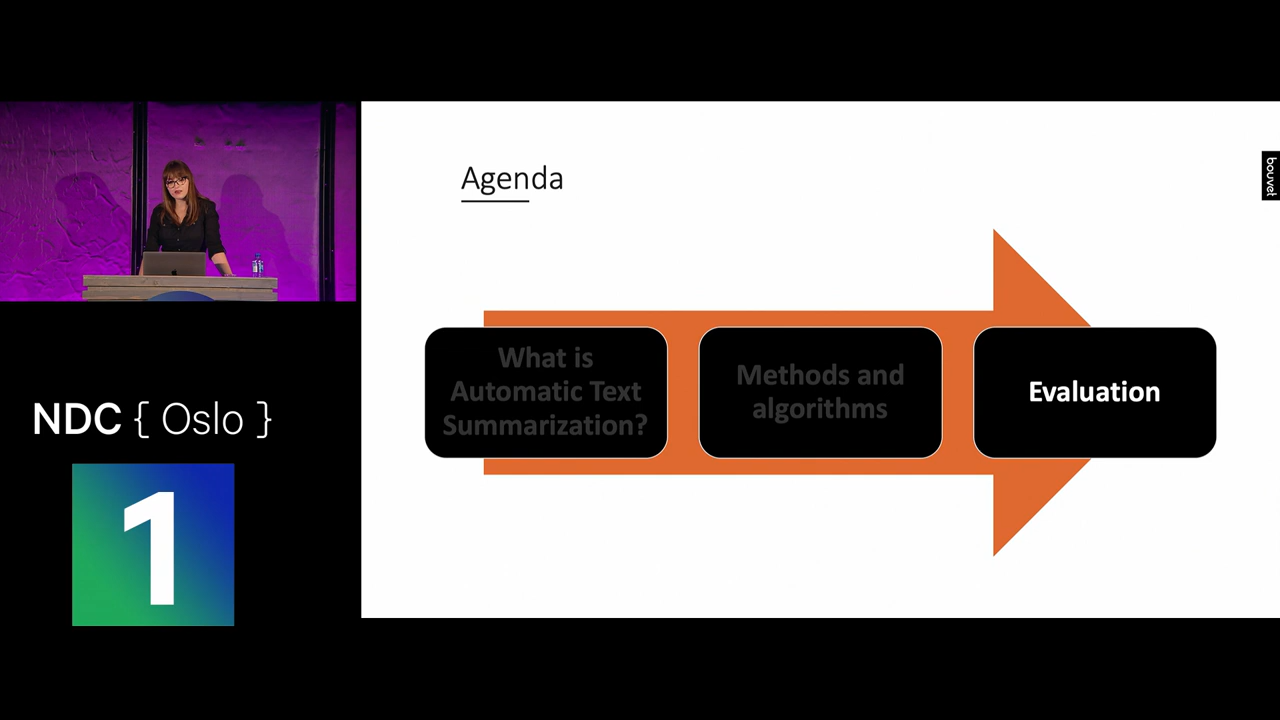 Agenda
bouvet
What is
Automatic Text
Summarization?
Methods and
algorithms
Evaluation
NDC { Oslo }
1